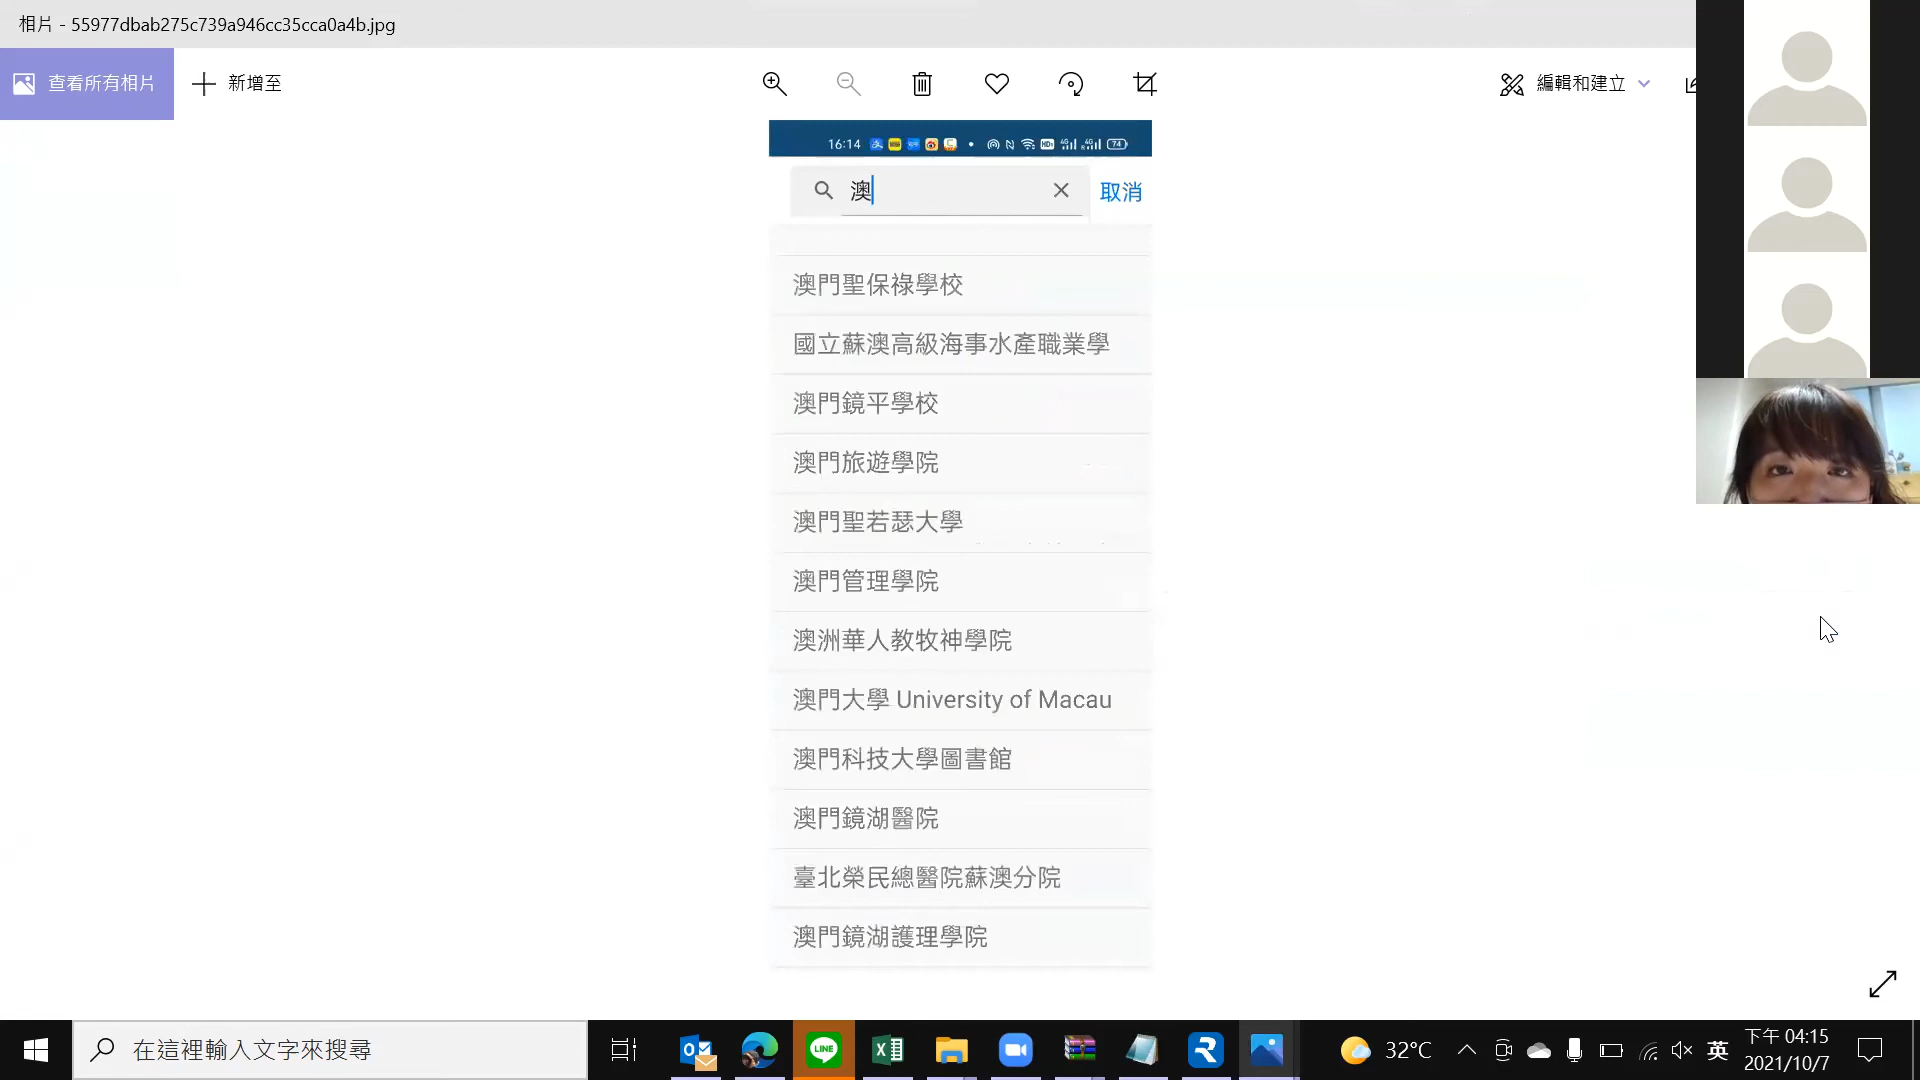 相片 - 55977dbab275c739a946cc35cca0a4b.jpg
查看所有相片
新增至
編輯和建立
16:14
74
澳
取消
澳門聖保祿學校
國立蘇澳高級海事水產職業學
澳門鏡平學校
澳門旅遊學院
澳門聖若瑟大學
澳門管理學院
澳洲華人教牧神學院
澳門大學 University of Macau
澳門科技大學圖書館
澳門鏡湖醫院
臺北榮民總醫院蘇澳分院
澳門鏡湖護理學院
在這裡輸入文字來搜尋
LINE
32°C
英
下午 04:15
2021/10/7